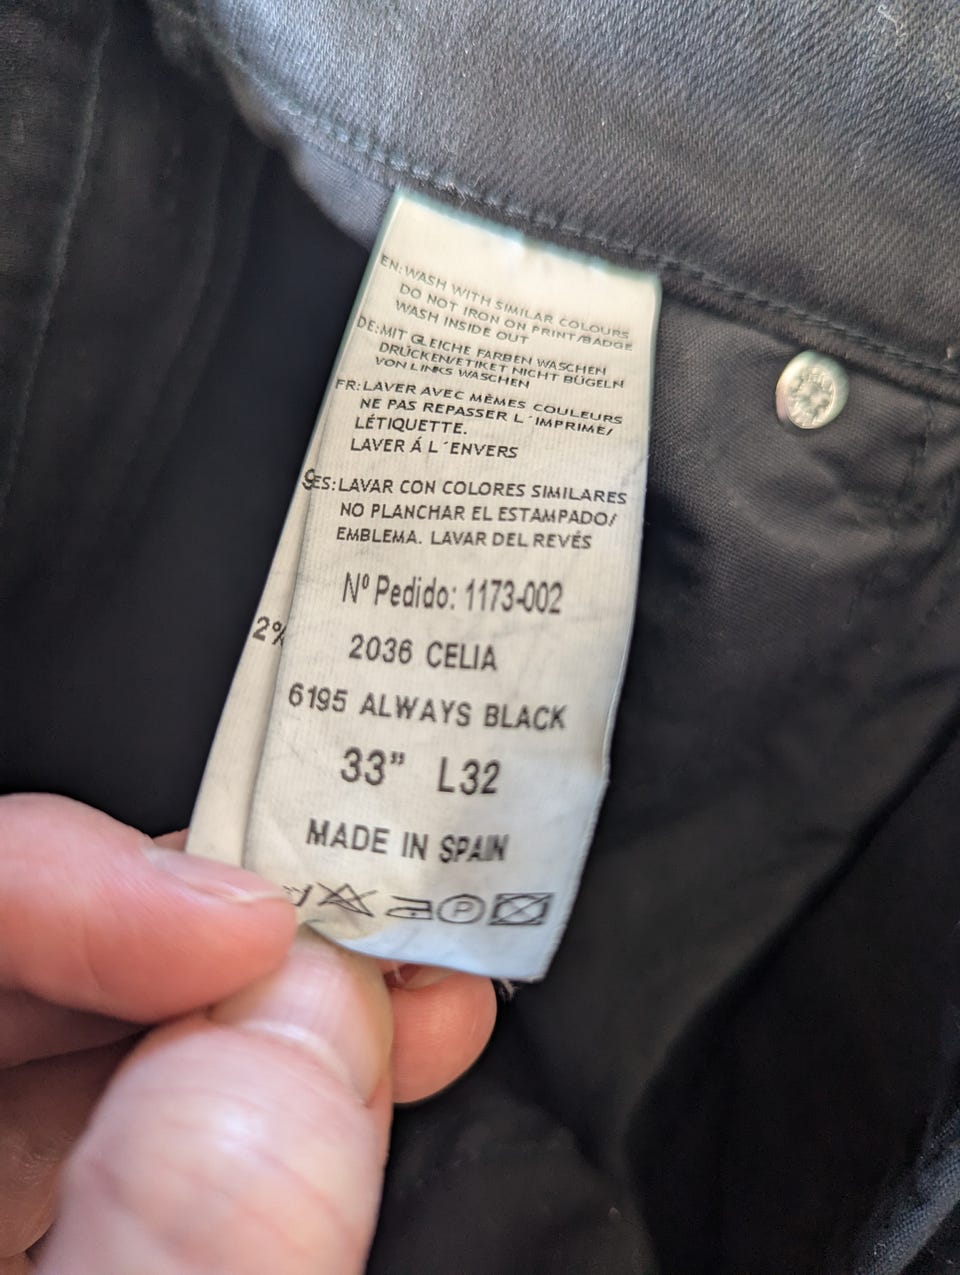 EN:WASH WITH SIMILAR COLOURS
DO NOT IRON ON PRINT/BADGE
WASH INSIDE OUT
DE:MIT GLEICHE FARBEN WASCHEN
DRÜCKEN/ETIKET NICHT BÜGELN
VON LINKS WASCHEN
FR:LAVER AVEC MÊMES COULEURS
NE PAS REPASSER L´IMPRIMÉ/
LÉTIQUETTE.
LAVER Á L´ENVERS
ES:LAVAR CON COLORES SIMILARES
NO PLANCHAR EL ESTAMPADO/
EMBLEMA. LAVAR DEL REVÉS
Nº Pedido: 1173-002
2%
2036 CELIA
6195 ALWAYS BLACK
33" L32
MADE IN SPAIN
P